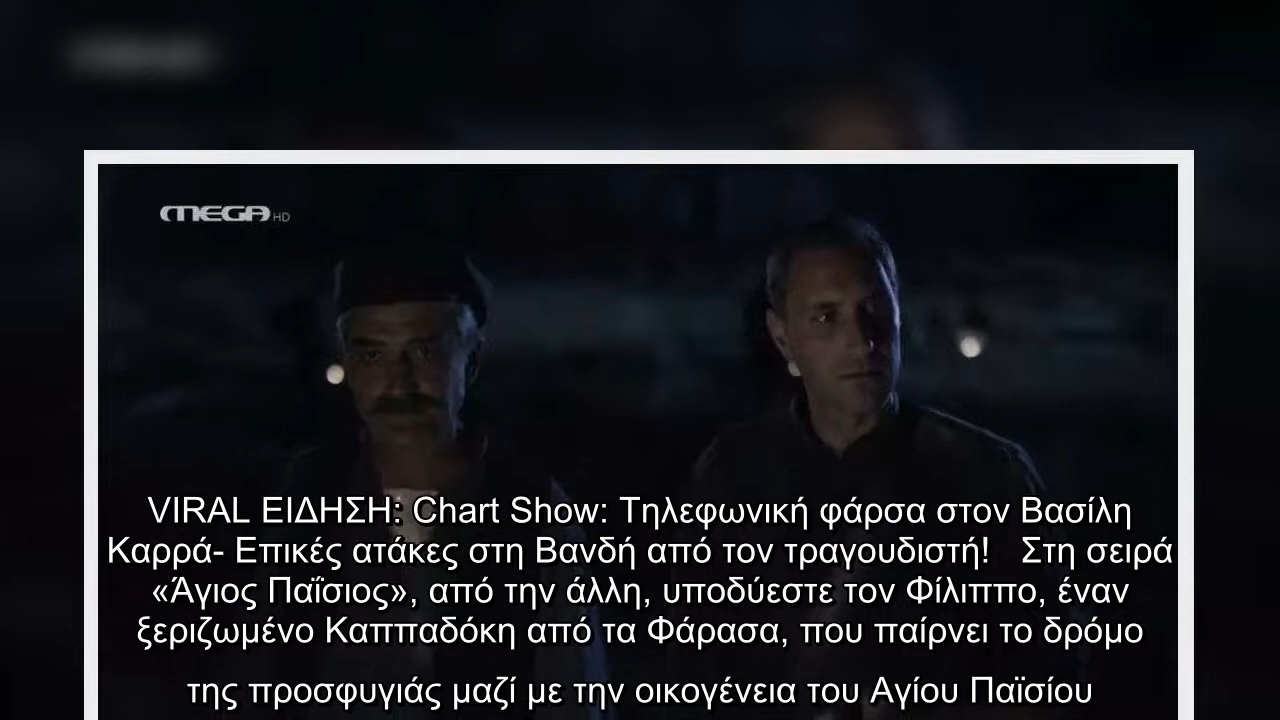 MEGA HD
VIRAL ΕΙΔΗΣΗ: Chart Show: Τηλεφωνική φάρσα στον Βασίλη
Καρρά- Επικές ατάκες στη Βανδή από τον τραγουδιστή! Στη σειρά
«Άγιος Παΐσιος», από την άλλη, υποδύεστε τον Φίλιππο, έναν
ξεριζωμένο Καππαδόκη από τα Φάρασα, που παίρνει το δρόμο
της προσφυγιάς μαζί με την οικογένεια του Αγίου Παϊσίου